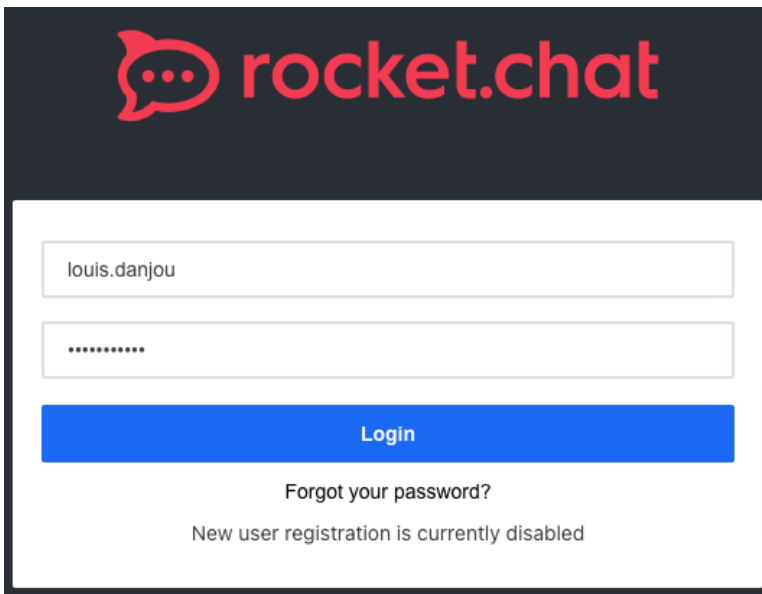 rocket.chat
louis.danjou
•••••••••••
Login
Forgot your password?
New user registration is currently disabled